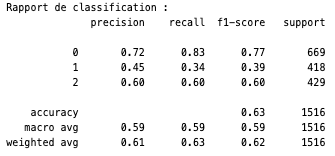 Rapport de classification :
precision recall f1-score support
0 0.72 0.83 0.77 669
1 0.45 0.34 0.39 418
2 0.60 0.60 0.60 429
accuracy 0.63 1516
macro avg 0.59 0.59 0.59 1516
weighted avg 0.61 0.63 0.62 1516